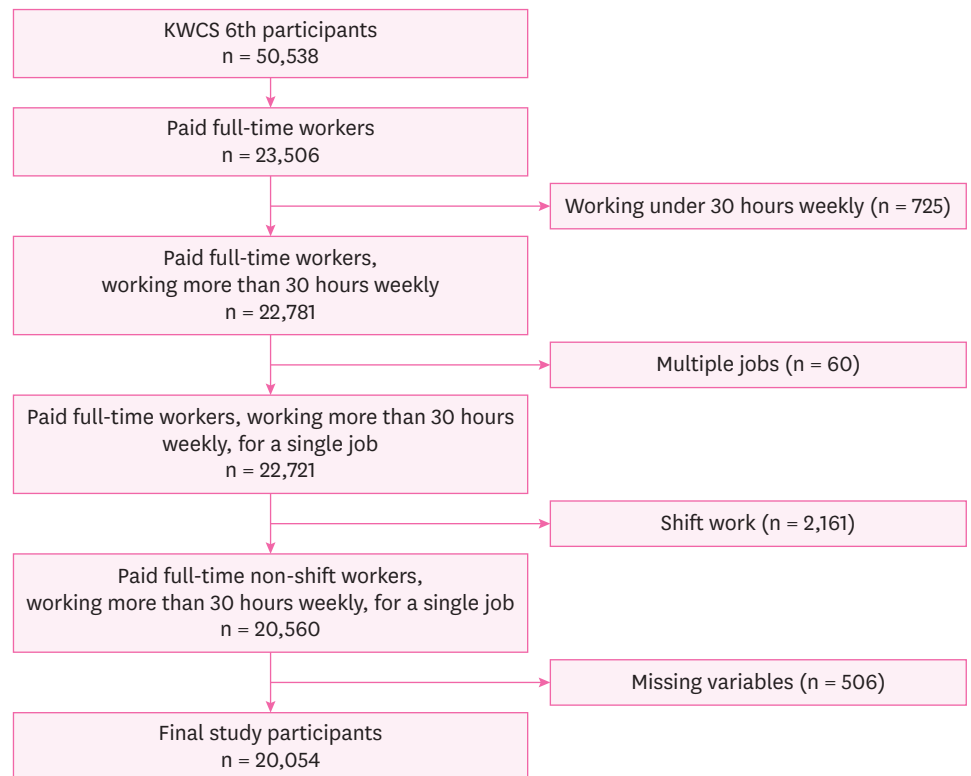 KWCS 6th participants
n = 50,538
Paid full-time workers
n = 23,506
Working under 30 hours weekly (n = 725)
Paid full-time workers,
working more than 30 hours weekly
n = 22,781
Multiple jobs (n = 60)
Paid full-time workers, working more than 30 hours
weekly, for a single job
n = 22,721
Shift work (n = 2,161)
Paid full-time non-shift workers,
working more than 30 hours weekly, for a single job
n = 20,560
Missing variables (n = 506)
Final study participants
n = 20,054